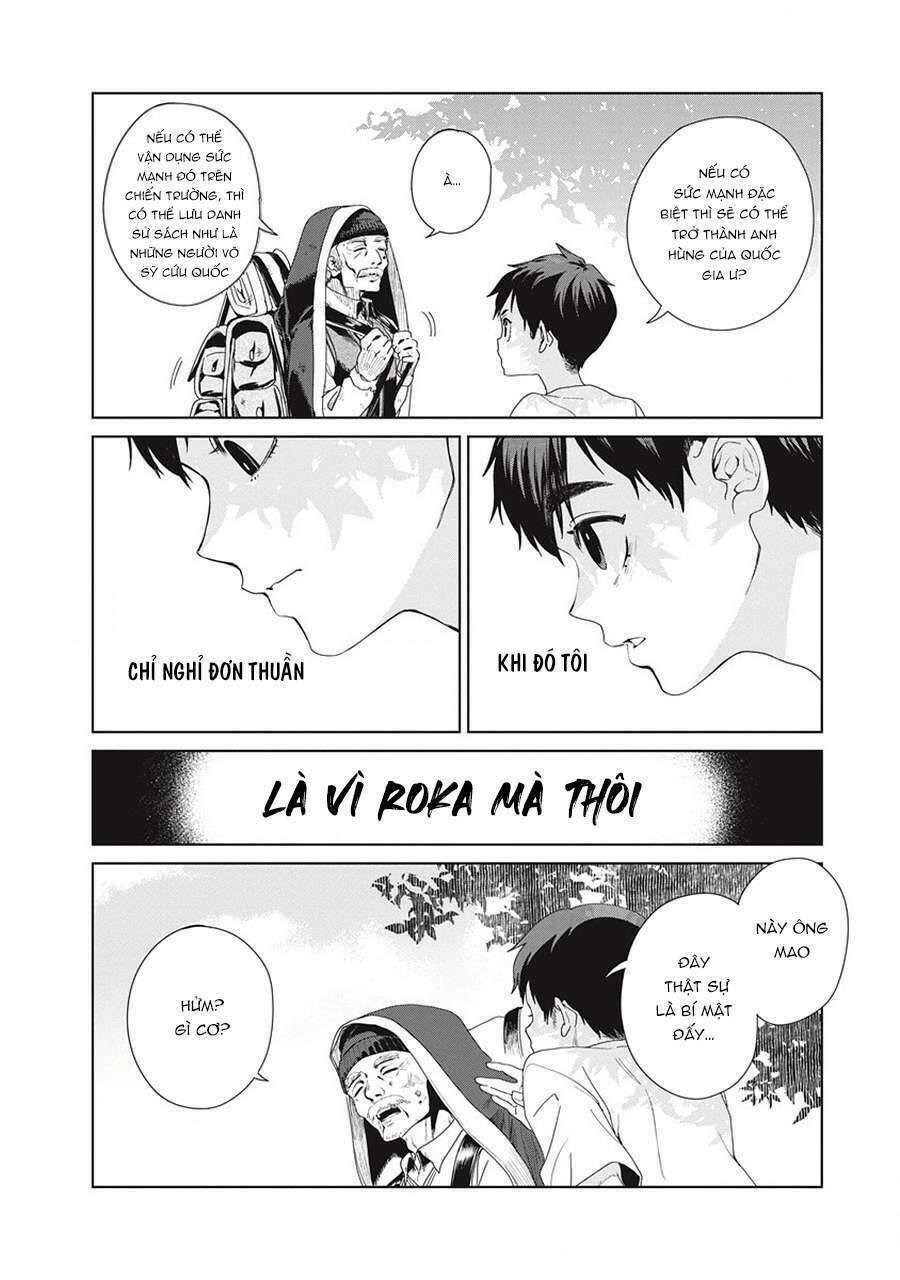 NẾU CÓ
SỨC MẠNH ĐẶC
BIỆT THÌ SẼ CÓ THỂ
TRỞ THÀNH ANH
HÙNG CỦA QUỐC
GIA Ư?
À...
NẾU CÓ THỂ
VẬN DỤNG SỨC
MẠNH ĐÓ TRÊN
CHIẾN TRƯỜNG, THÌ
CÓ THỂ LƯU DANH
SỬ SÁCH NHƯ LÀ
NHỮNG NGƯỜI VÕ
SỸ CỨU QUỐC
KHI ĐÓ TÔI
CHỈ NGHỈ ĐƠN THUẦN
LÀ VÌ ROKA MÀ THÔI
NÀY ÔNG
MAO
ĐÂY
THẬT SỰ
LÀ BÍ MẬT
ĐẤY...
HỬM?
GÌ CƠ?